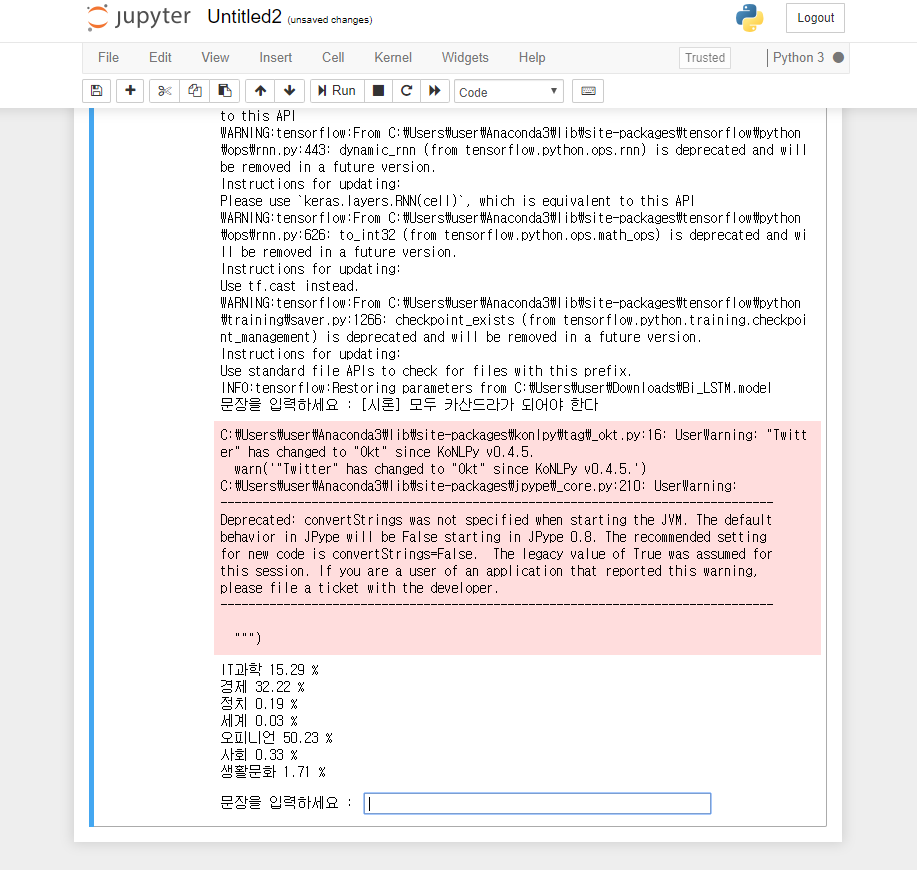 jupyter Untitled2 (unsaved changes) Logout
File Edit View Insert Cell Kernel Widgets Help Trusted Python 3
Run Code
to this API
WARNING:tensorflow:From C:\Users\user\Anaconda3\lib\site-packages\tensorflow\python
\ops\rnn.py:443: dynamic_rnn (from tensorflow.python.ops.rnn) is deprecated and will
be removed in a future version.
Instructions for updating:
Please use `keras.layers.RNN(cell)`, which is equivalent to this API
WARNING:tensorflow:From C:\Users\user\Anaconda3\lib\site-packages\tensorflow\python
\ops\rnn.py:626: to_int32 (from tensorflow.python.ops.math_ops) is deprecated and wi
ll be removed in a future version.
Instructions for updating:
Use tf.cast instead.
WARNING:tensorflow:From C:\Users\user\Anaconda3\lib\site-packages\tensorflow\python
\training\saver.py:1266: checkpoint_exists (from tensorflow.python.training.checkpoi
nt_management) is deprecated and will be removed in a future version.
Instructions for updating:
Use standard file APIs to check for files with this prefix.
INFO:tensorflow:Restoring parameters from C:\Users\user\Downloads\Bi_LSTM.model
문장을 입력하세요 : [시론] 모두 카산드라가 되어야 한다
C:\Users\user\Anaconda3\lib\site-packages\konlpy\tag\_okt.py:16: UserWarning: "Twitt
er" has changed to "Okt" since KoNLPy v0.4.5.
warn('"Twitter" has changed to "Okt" since KoNLPy v0.4.5.')
C:\Users\user\Anaconda3\lib\site-packages\jpype\_core.py:210: UserWarning:
-------------------------------------------------------------------------------
Deprecated: convertStrings was not specified when starting the JVM. The default
behavior in JPype will be False starting in JPype 0.8. The recommended setting
for new code is convertStrings=False.  The legacy value of True was assumed for
this session. If you are a user of an application that reported this warning,
please file a ticket with the developer.
-------------------------------------------------------------------------------
""")
IT과학 15.29 %
경제 32.22 %
정치 0.19 %
세계 0.03 %
오피니언 50.23 %
사회 0.33 %
생활문화 1.71 %
문장을 입력하세요 :